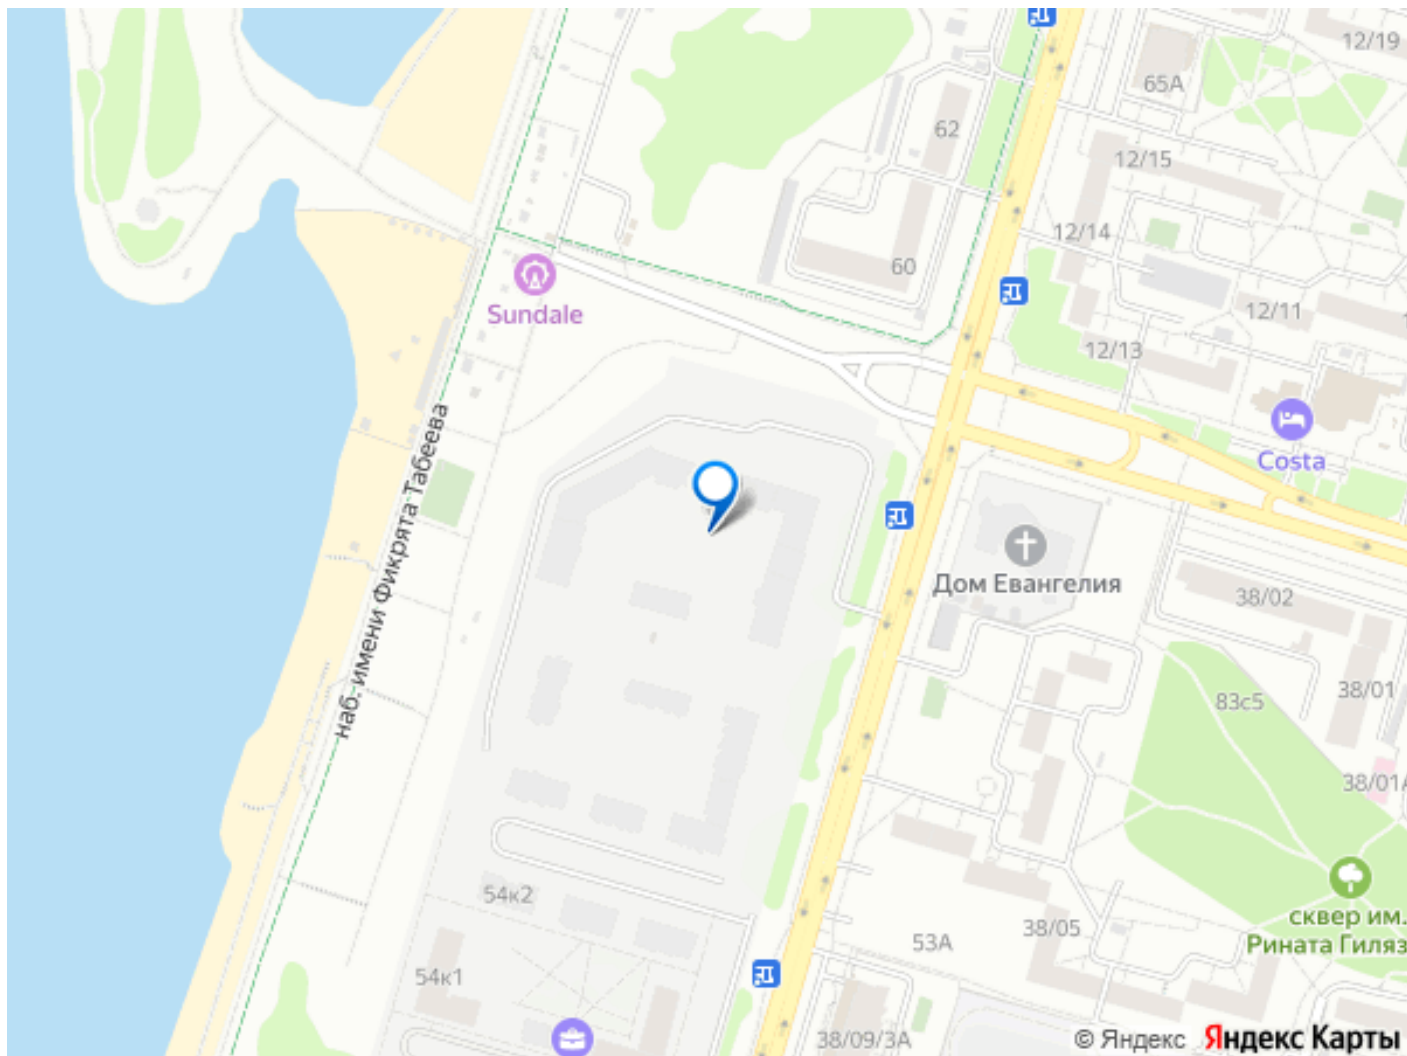 12/19
65А
62
12/15
12/14
60
Sundale
12/11
12/13
наб. имени Фикрята Табеева
Costa
Дом Евангелия
38/02
38/01
83с5
38/01А
54к2
сквер им.
Рината Гиляз
38/05
53А
54к1
38/09/3А
© Яндекс Яндекс Карты